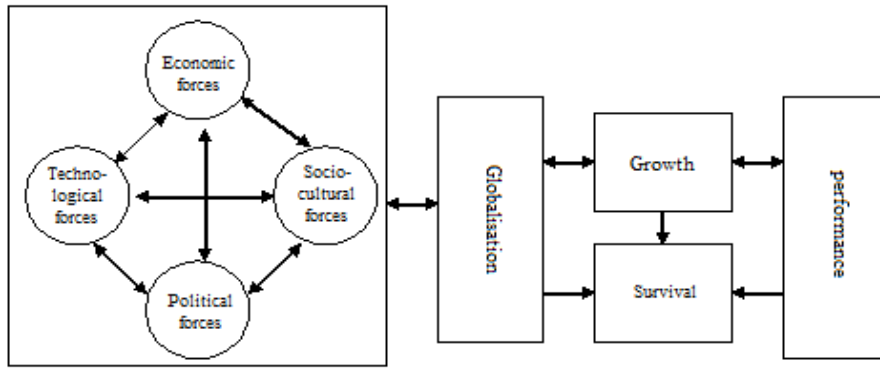 Economic
forces
Techno-
logical
forces
Socio-
cultural
forces
Political
forces
Globalisation
Growth
Survival
performance